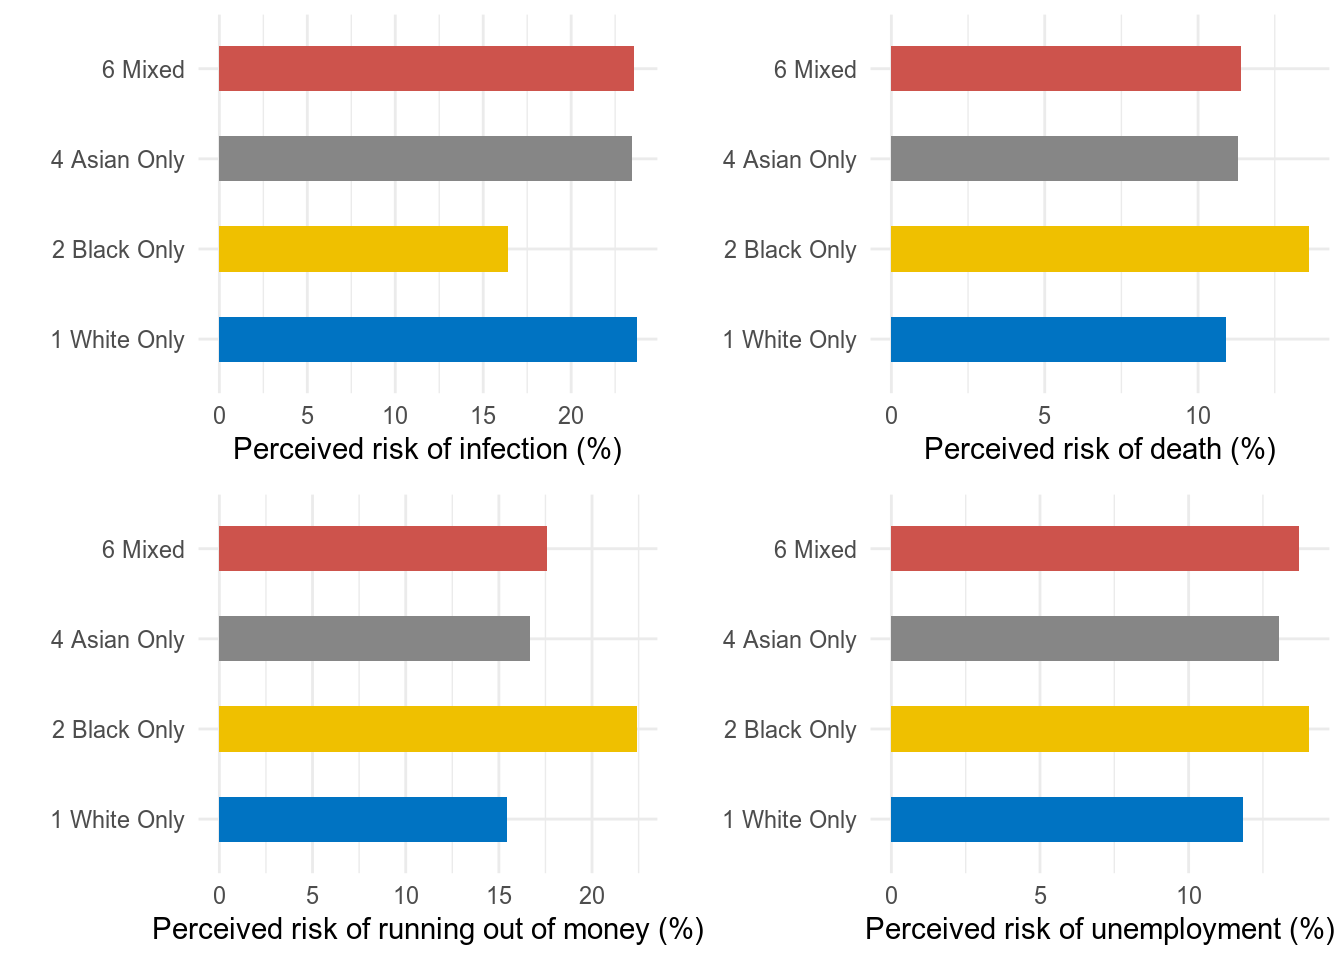 6 Mixed
4 Asian Only
2 Black Only
1 White Only
0 5 10 15 20
Perceived risk of infection (%)
6 Mixed
4 Asian Only
2 Black Only
1 White Only
0 5 10
Perceived risk of death (%)
6 Mixed
4 Asian Only
2 Black Only
1 White Only
0 5 10 15 20
Perceived risk of running out of money (%)
6 Mixed
4 Asian Only
2 Black Only
1 White Only
0 5 10
Perceived risk of unemployment (%)